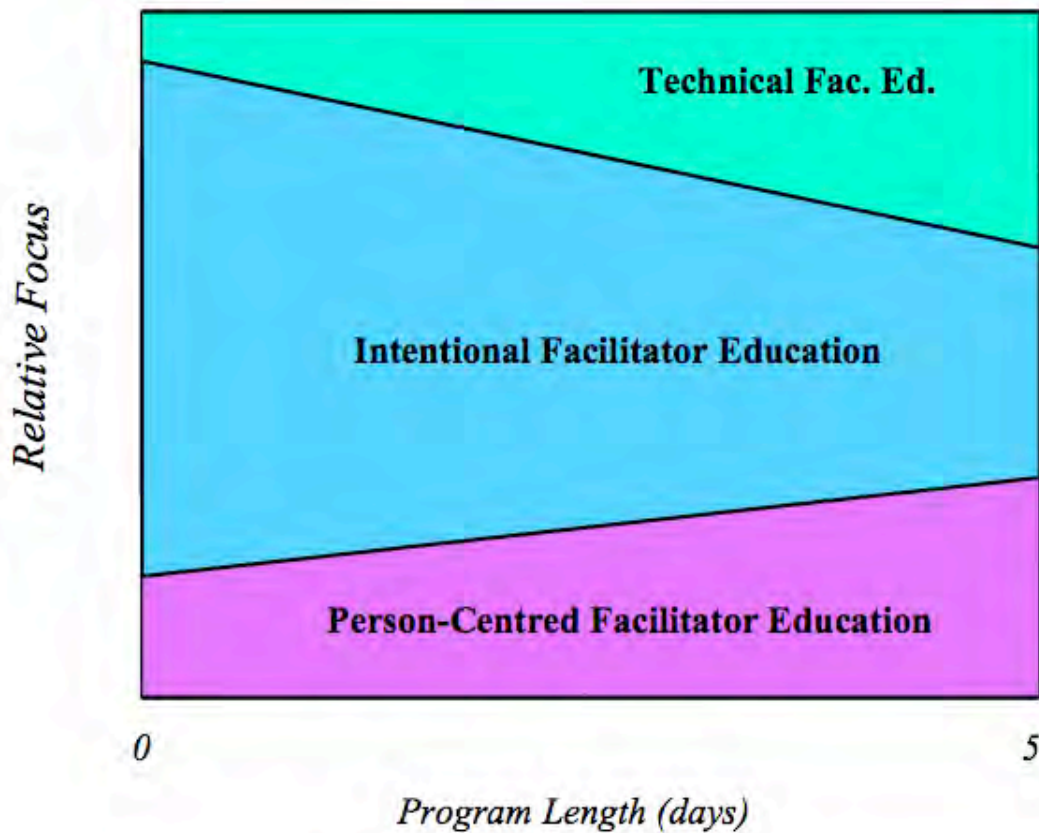 Technical Fac. Ed.
Relative Focus
Intentional Facilitator Education
Person-Centred Facilitator Education
0
5
Program Length (days)